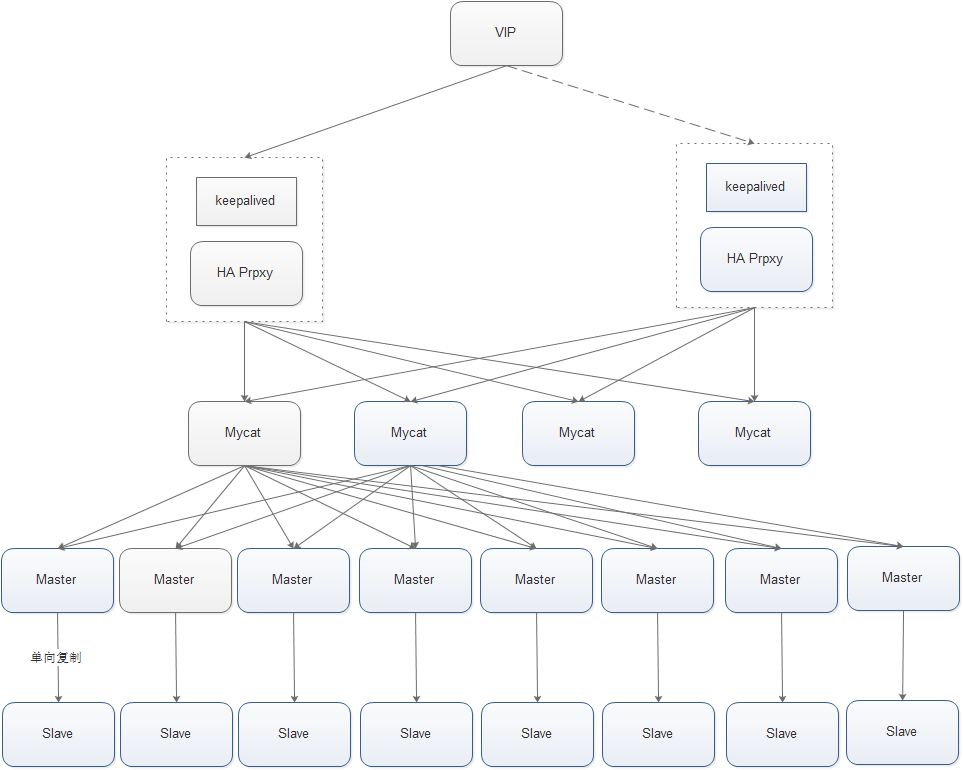 VIP
keepalived
keepalived
HA Prpxy
HA Prpxy
Mycat
Mycat
Mycat
Mycat
Master
Master
Master
Master
Master
Master
Master
Master
单向复制
Slave
Slave
Slave
Slave
Slave
Slave
Slave
Slave